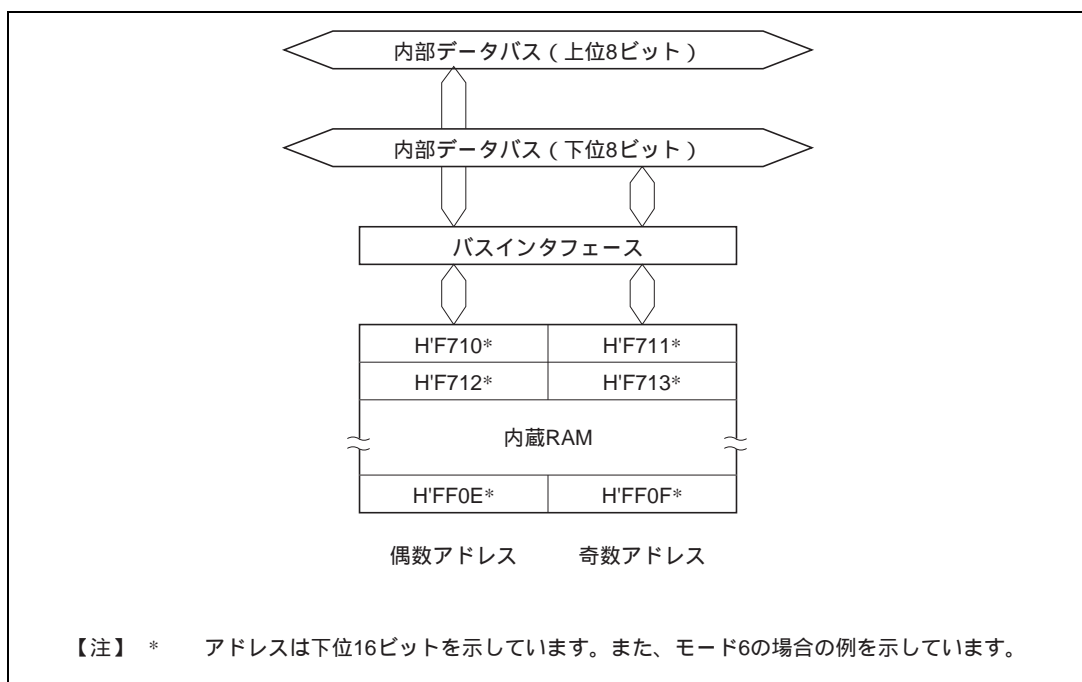 内部データバス（上位8ビット）
内部データバス（下位8ビット）
バスインタフェース
H'F710* H'F711*
H'F712* H'F713*
内蔵RAM
H'FF0E* H'FF0F*
偶数アドレス 奇数アドレス
【注】 * アドレスは下位16ビットを示しています。また、モード6の場合の例を示しています。